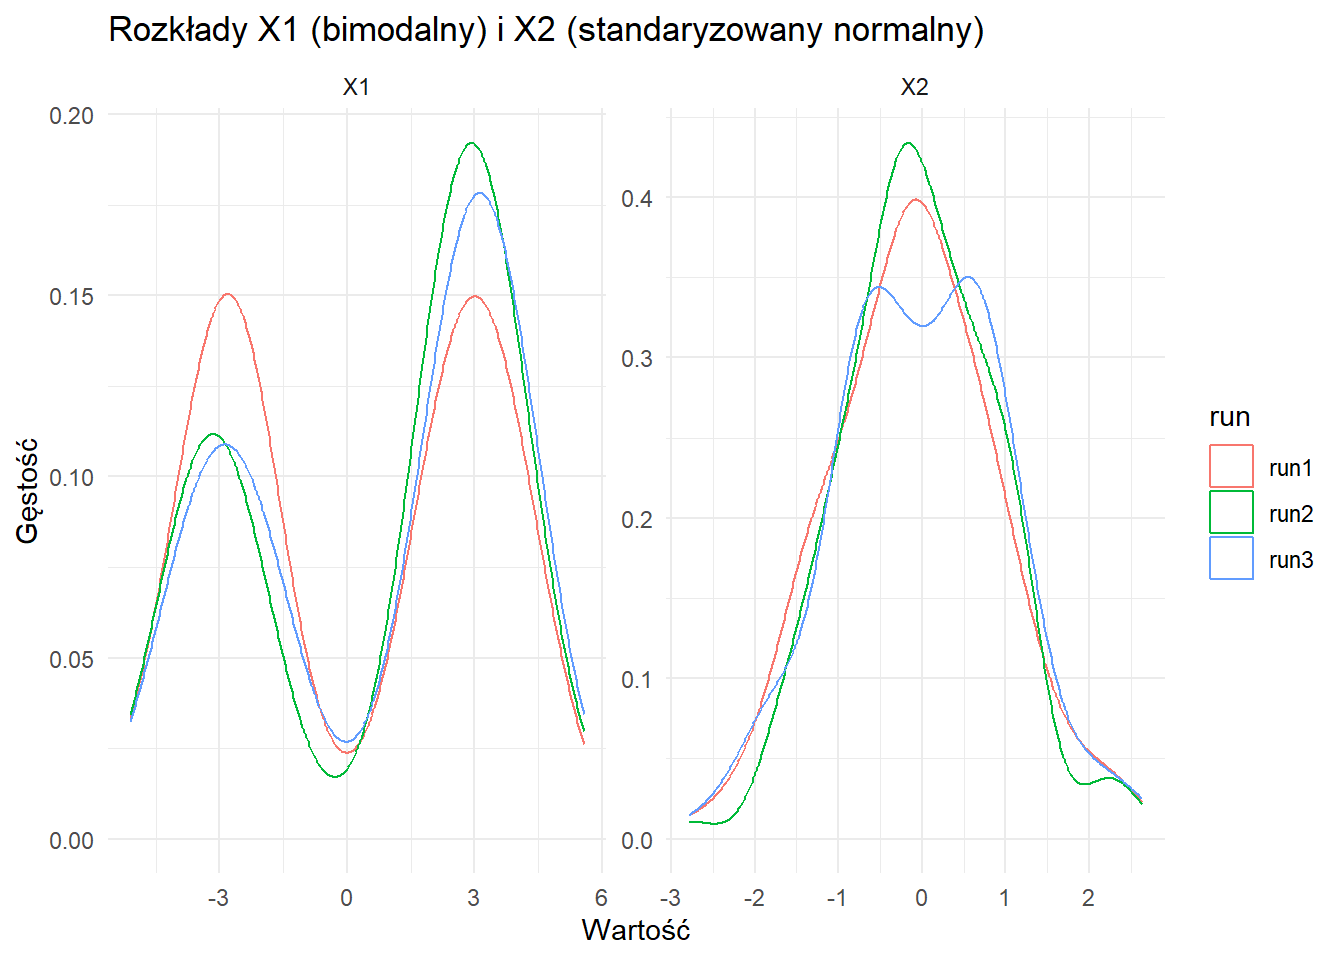 Rozkłady X1 (bimodalny) i X2 (standaryzowany normalny)
X1
X2
0.20
0.15
0.10
0.05
0.00
0.4
0.3
0.2
0.1
0.0
-3
0
3
6
-3
-2
-1
0
1
2
Wartość
Gęstość
run
run1
run2
run3